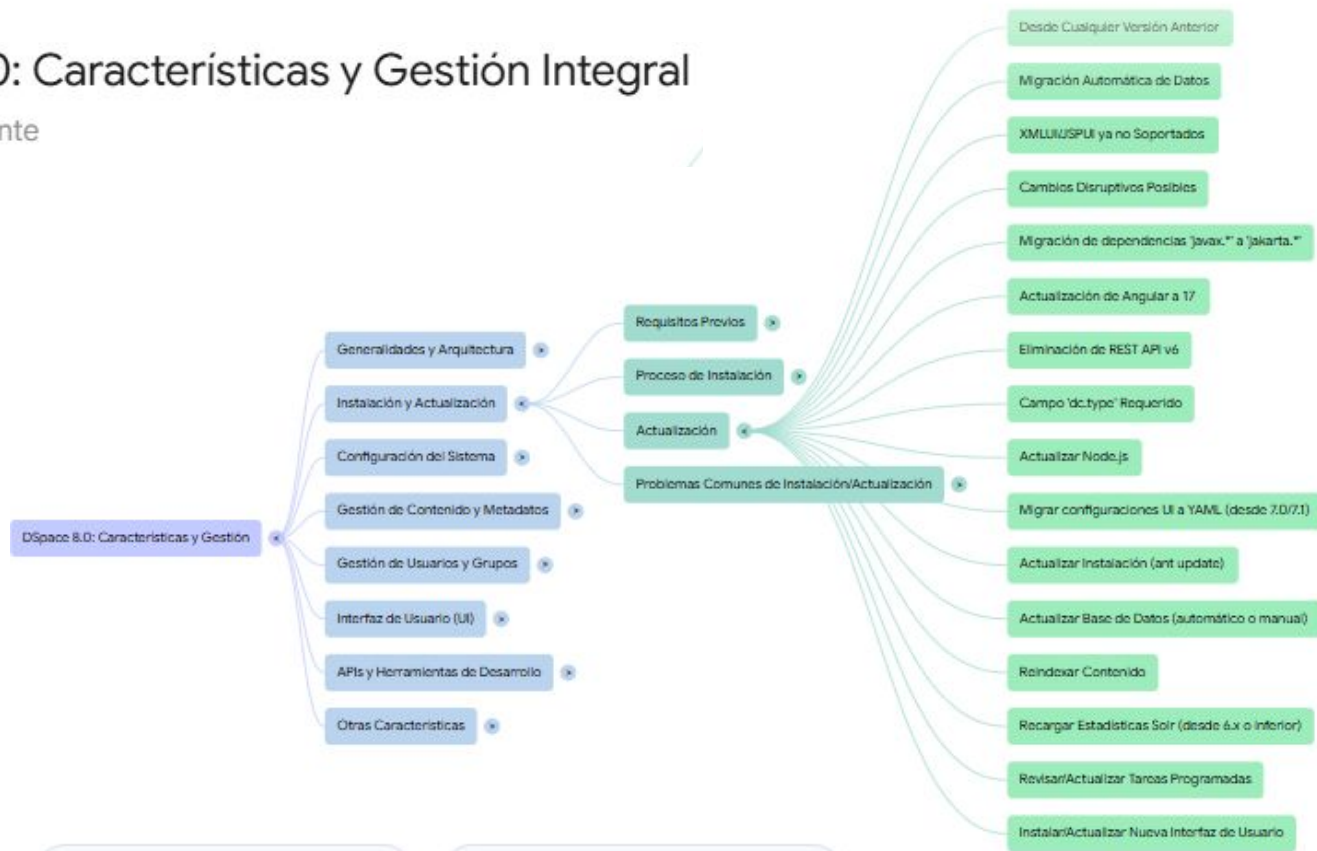 0: Características y Gestión Integral
nte
DSpace 8.0: Características y Gestión
Generalidades y Arquitectura
Instalación y Actualización
Configuración del Sistema
Gestión de Contenido y Metadatos
Gestión de Usuarios y Grupos
Interfaz de Usuario (UI)
APIs y Herramientas de Desarrollo
Otras Características
Requisitos Previos
Proceso de Instalación
Actualización
Problemas Comunes de Instalación/Actualización
Desde Cualquier Versión Anterior
Migración Automática de Datos
XMLUI/JSPUI ya no Soportados
Cambios Disruptivos Posibles
Migración de dependencias 'javax.*' a 'jakarta.*'
Actualización de Angular a 17
Eliminación de REST API v6
Campo 'dc.type' Requerido
Actualizar Node.js
Migrar configuraciones UI a YAML (desde 7.0/7.1)
Actualizar Instalación (ant update)
Actualizar Base de Datos (automático o manual)
Reindexar Contenido
Recargar Estadísticas Solr (desde 6.x o inferior)
Revisar/Actualizar Tareas Programadas
Instalar/Actualizar Nueva Interfaz de Usuario